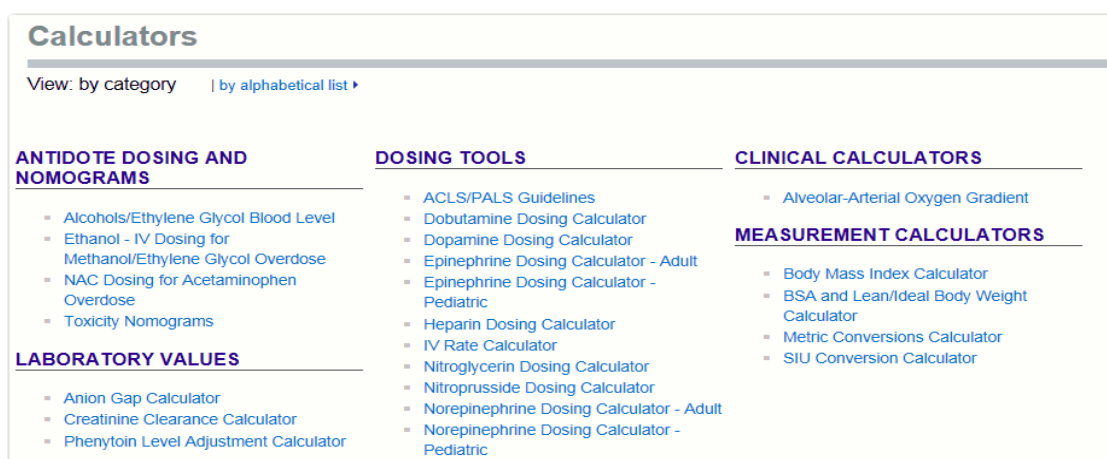 Calculators
View: by category | by alphabetical list
ANTIDOTE DOSING AND
NOMOGRAMS
Alcohols/Ethylene Glycol Blood Level
Ethanol - IV Dosing for
Methanol/Ethylene Glycol Overdose
NAC Dosing for Acetaminophen
Overdose
Toxicity Nomograms
LABORATORY VALUES
Anion Gap Calculator
Creatinine Clearance Calculator
Phenytoin Level Adjustment Calculator
DOSING TOOLS
ACLS/PALS Guidelines
Dobutamine Dosing Calculator
Dopamine Dosing Calculator
Epinephrine Dosing Calculator - Adult
Epinephrine Dosing Calculator -
Pediatric
Heparin Dosing Calculator
IV Rate Calculator
Nitroglycerin Dosing Calculator
Nitroprusside Dosing Calculator
Norepinephrine Dosing Calculator - Adult
Norepinephrine Dosing Calculator -
Pediatric
CLINICAL CALCULATORS
Alveolar-Arterial Oxygen Gradient
MEASUREMENT CALCULATORS
Body Mass Index Calculator
BSA and Lean/Ideal Body Weight
Calculator
Metric Conversions Calculator
SIU Conversion Calculator